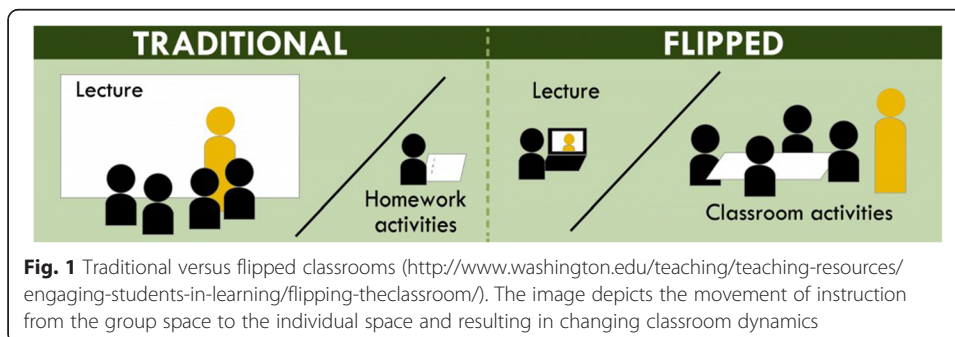 TRADITIONAL
FLIPPED
Lecture
Homework
activities
Lecture
Classroom activities
Fig. 1 Traditional versus flipped classrooms (http://www.washington.edu/teaching/teaching-resources/
engaging-students-in-learning/flipping-theclassroom/). The image depicts the movement of instruction
from the group space to the individual space and resulting in changing classroom dynamics